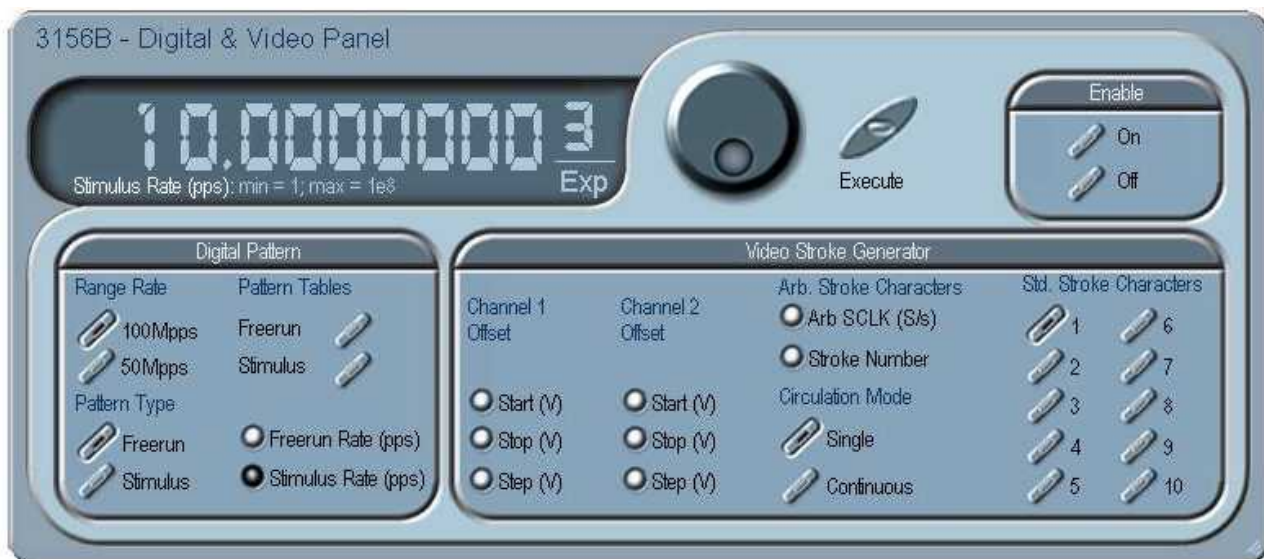 3156B - Digital & Video Panel
10.0000000 3
Stimulus Rate (pps): min = 1; max = 1e8
Exp
Execute
Enable
On
Off
Digital Pattern
Range Rate
100Mpps
50Mpps
Pattern Type
Freerun
Stimulus
Pattern Tables
Freerun
Stimulus
Freerun Rate (pps)
Stimulus Rate (pps)
Video Stroke Generator
Channel 1
Offset
Start (V)
Stop (V)
Step (V)
Channel 2
Offset
Start (V)
Stop (V)
Step (V)
Arb. Stroke Characters
Arb SCLK (S/s)
Stroke Number
Circulation Mode
Single
Continuous
Std. Stroke Characters
1
2
3
4
5
6
7
8
9
10